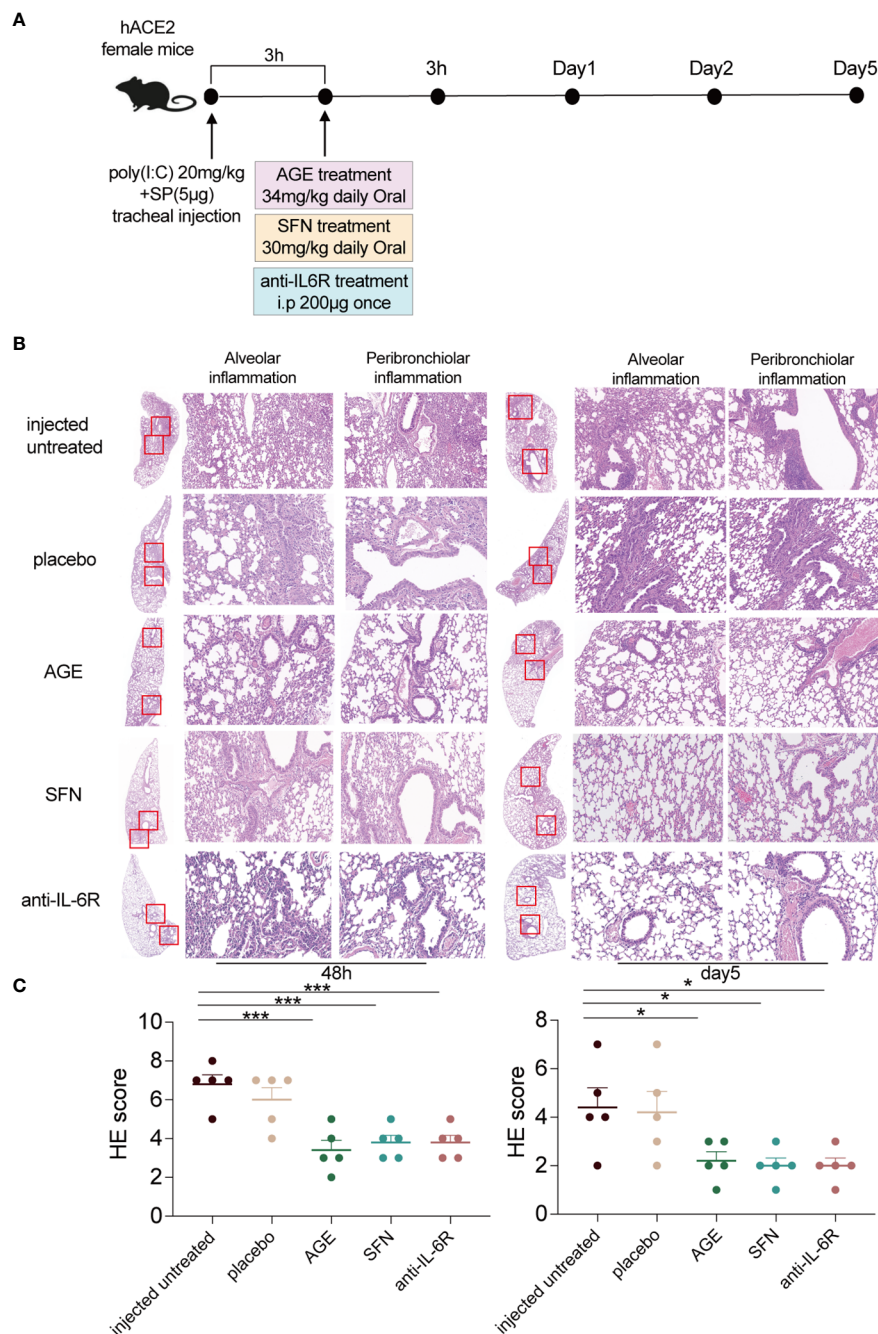 A
hACE2
female mice
3h
3h
Day1
Day2
Day5
poly(I:C) 20mg/kg
+SP(5µg)
tracheal injection
AGE treatment
34mg/kg daily Oral
SFN treatment
30mg/kg daily Oral
anti-IL6R treatment
i.p 200µg once
B
Alveolar
inflammation
Peribronchiolar
inflammation
Alveolar
inflammation
Peribronchiolar
inflammation
injected
untreated
placebo
AGE
SFN
anti-IL-6R
48h
day5
C
***
***
***
10
8
6
4
2
0
HE score
injected untreated
placebo
AGE
SFN
anti-IL-6R
*
*
*
8
6
4
2
0
HE score
injected untreated
placebo
AGE
SFN
anti-IL-6R